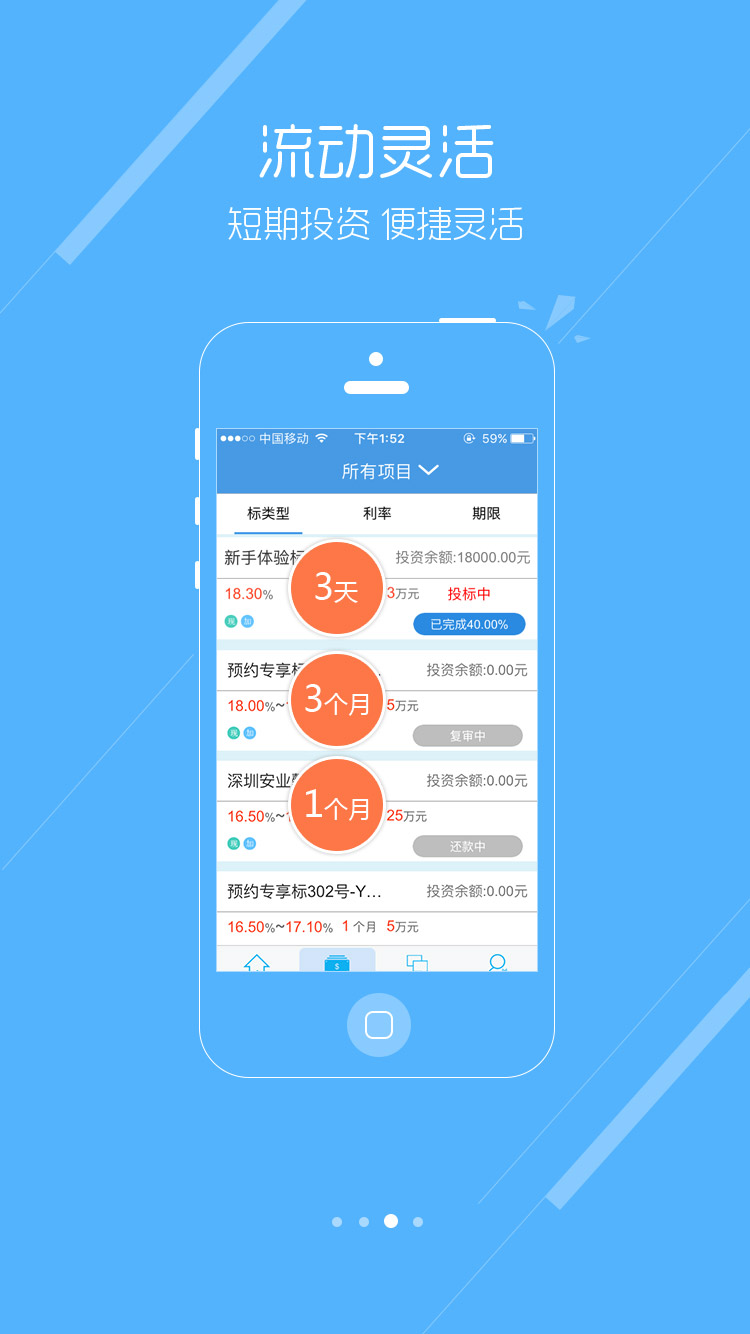 流动灵活
短期投资 便捷灵活
中国移动 下午1:52 59%
所有项目
标类型 利率 期限
新手体验标 投资余额:18000.00元
18.30% 3天 3万元 投标中
加 已完成40.00%
预约专享标 投资余额:0.00元
18.00%~ 3个月 5万元
加 复审中
深圳安业 投资余额:0.00元
16.50%~ 1个月 25万元
加 还款中
预约专享标302号-Y... 投资余额:0.00元
16.50%~17.10% 1个月 5万元